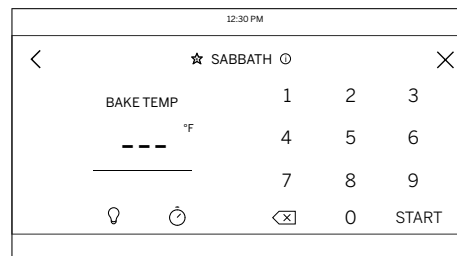 12:30 PM
SABBATH
BAKE TEMP
--- °F
1 2 3
4 5 6
7 8 9
0 START